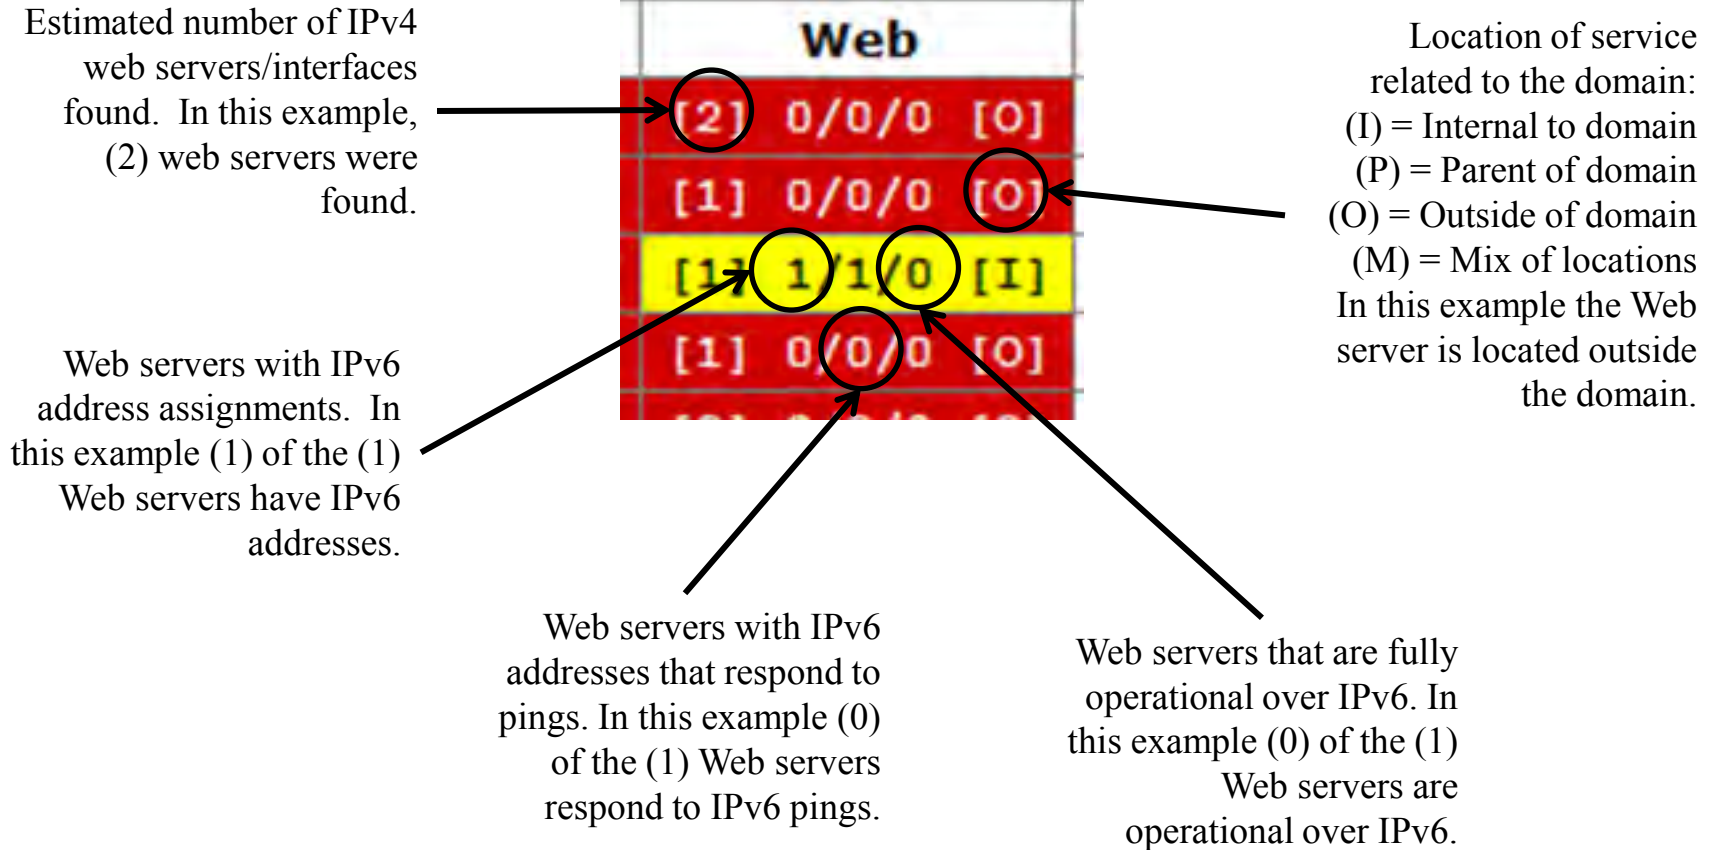 Estimated number of IPv4
web servers/interfaces
found. In this example,
(2) web servers were
found.
Web
[2] 0/0/0 [O]
[1] 0/0/0 [O]
[1] 1/1/0 [I]
[1] 0/0/0 [O]
Location of service
related to the domain:
(I) = Internal to domain
(P) = Parent of domain
(O) = Outside of domain
(M) = Mix of locations
In this example the Web
server is located outside
the domain.
Web servers with IPv6
address assignments. In
this example (1) of the (1)
Web servers have IPv6
addresses.
Web servers with IPv6
addresses that respond to
pings. In this example (0)
of the (1) Web servers
respond to IPv6 pings.
Web servers that are fully
operational over IPv6. In
this example (0) of the (1)
Web servers are
operational over IPv6.